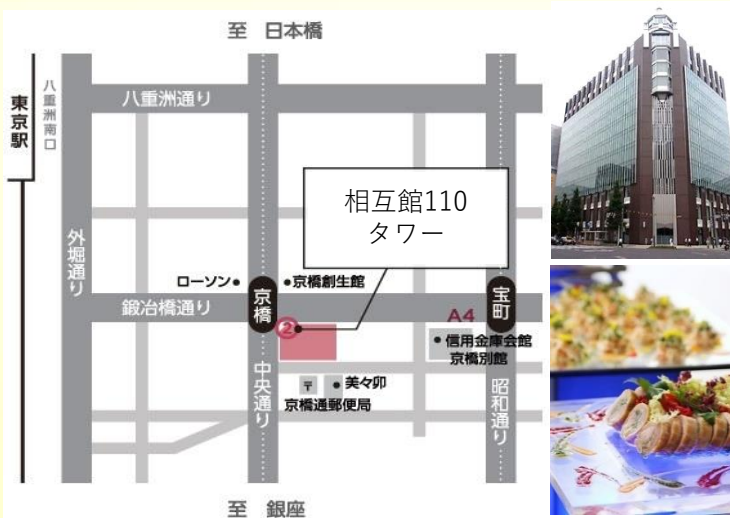 至 日本橋
東京駅
八重洲南口
八重洲通り
外堀通り
相互館110
タワー
ローソン
京橋
京橋創生館
宝町
鍛冶橋通り
②
A4
信用金庫会館
京橋別館
中央通り
〒
美々卯
京橋通郵便局
昭和通り
至 銀座